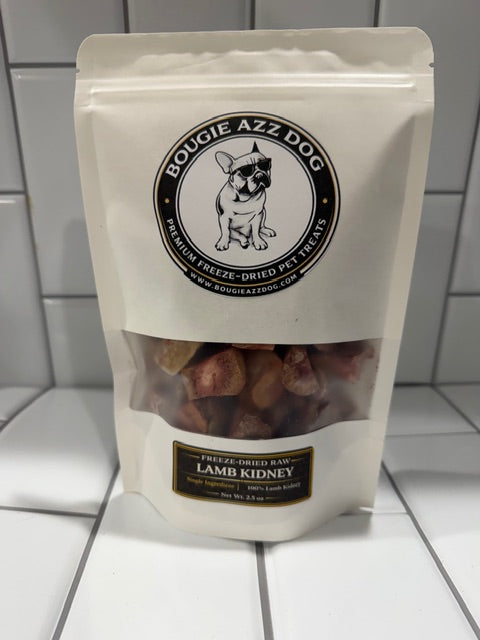 BOUGIE AZZ DOG
PREMIUM FREEZE-DRIED PET TREATS
WWW.BOUGIEAZZDOG.COM
FREEZE-DRIED RAW
LAMB KIDNEY
Single Ingredient | 100% Lamb Kidney
Net Wt. 2.5 oz